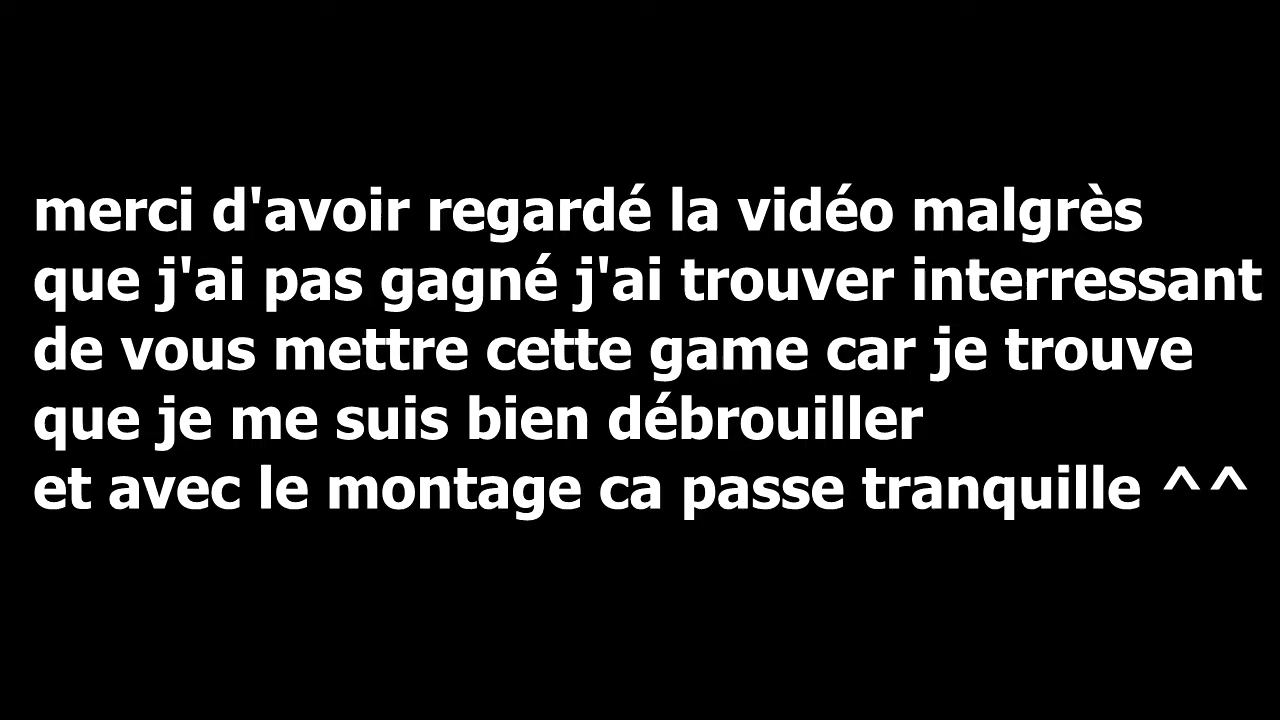 merci d'avoir regardé la vidéo malgrès
que j'ai pas gagné j'ai trouver interressant
de vous mettre cette game car je trouve
que je me suis bien débrouiller
et avec le montage ca passe tranquille ^^